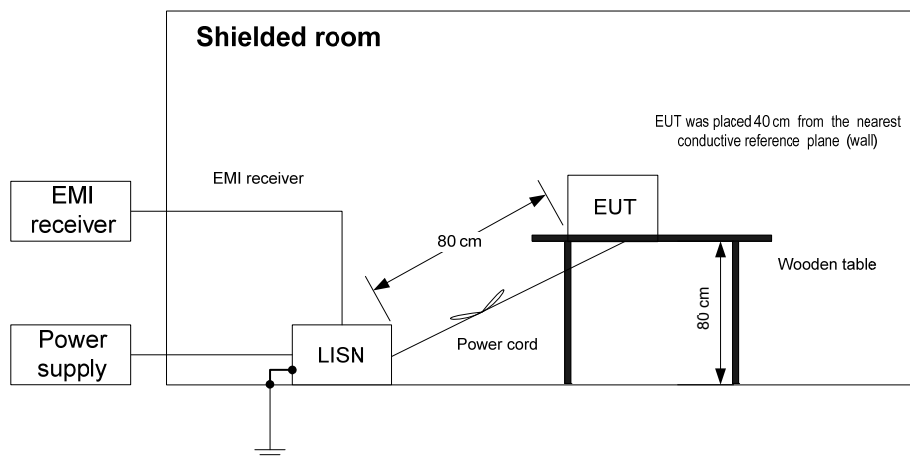 Shielded room
EUT was placed 40 cm from the nearest
conductive reference plane (wall)
EMI receiver
EMI
receiver
EUT
80 cm
Wooden table
80 cm
Power
supply
LISN
Power cord